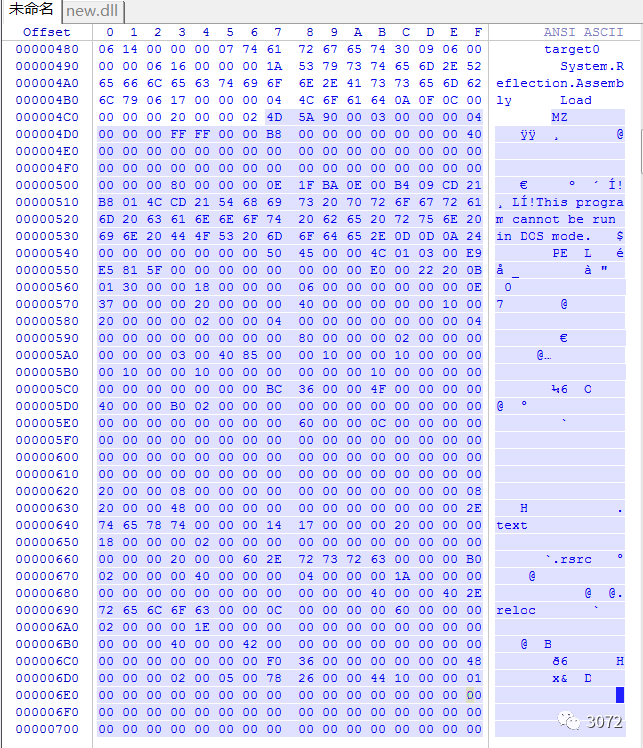 未命名 new.dll
Offset 0 1 2 3 4 5 6 7 8 9 A B C D E F ANSI ASCII
00000480 06 14 00 00 00 07 74 61 72 67 65 74 30 09 06 00 target0
00000490 00 00 06 16 00 00 00 1A 53 79 73 74 65 6D 2E 52 System.R
000004A0 65 66 6C 65 63 74 69 6F 6E 2E 41 73 73 65 6D 62 eflection.Assemb
000004B0 6C 79 06 17 00 00 00 04 4C 6F 61 64 0A 0F 0C 00 ly Load
000004C0 00 00 00 20 00 00 02 4D 5A 90 00 03 00 00 00 04 MZ
000004D0 00 00 00 FF FF 00 00 B8 00 00 00 00 00 00 00 40 ÿÿ ¸ @
000004E0 00 00 00 00 00 00 00 00 00 00 00 00 00 00 00 00
000004F0 00 00 00 00 00 00 00 00 00 00 00 00 00 00 00 00
00000500 00 00 00 80 00 00 00 0E 1F BA 0E 00 B4 09 CD 21 € º ´ Í!
00000510 B8 01 4C CD 21 54 68 69 73 20 70 72 6F 67 72 61 ¸ LÍ!This progra
00000520 6D 20 63 61 6E 6E 6F 74 20 62 65 20 72 75 6E 20 m cannot be run
00000530 69 6E 20 44 4F 53 20 6D 6F 64 65 2E 0D 0D 0A 24 in DOS mode. $
00000540 00 00 00 00 00 00 00 50 45 00 00 4C 01 03 00 E9 PE L é
00000550 E5 81 5F 00 00 00 00 00 00 00 00 E0 00 22 20 0B å _ à "
00000560 01 30 00 00 18 00 00 00 06 00 00 00 00 00 00 0E 0
00000570 37 00 00 00 20 00 00 00 40 00 00 00 00 00 10 00 7 @
00000580 20 00 00 00 02 00 00 04 00 00 00 00 00 00 00 04
00000590 00 00 00 00 00 00 00 00 80 00 00 00 02 00 00 00 €
000005A0 00 00 00 03 00 40 85 00 00 10 00 00 10 00 00 00 @…
000005B0 00 10 00 00 10 00 00 00 00 00 00 10 00 00 00 00
000005C0 00 00 00 00 00 00 00 BC 36 00 00 4F 00 00 00 00 ¼6 O
000005D0 40 00 00 B0 02 00 00 00 00 00 00 00 00 00 00 00 @ °
000005E0 00 00 00 00 00 00 00 00 60 00 00 0C 00 00 00 00 `
000005F0 00 00 00 00 00 00 00 00 00 00 00 00 00 00 00 00
00000600 00 00 00 00 00 00 00 00 00 00 00 00 00 00 00 00
00000610 00 00 00 00 00 00 00 00 00 00 00 00 00 00 00 00
00000620 20 00 00 08 00 00 00 00 00 00 00 00 00 00 00 08
00000630 20 00 00 48 00 00 00 00 00 00 00 00 00 00 00 2E H .
00000640 74 65 78 74 00 00 00 14 17 00 00 00 20 00 00 00 text
00000650 18 00 00 00 02 00 00 00 00 00 00 00 00 00 00 00
00000660 00 00 00 20 00 00 60 2E 72 73 72 63 00 00 00 B0 `.rsrc °
00000670 02 00 00 00 40 00 00 00 04 00 00 00 1A 00 00 00 @
00000680 00 00 00 00 00 00 00 00 00 00 00 40 00 00 40 2E @ @.
00000690 72 65 6C 6F 63 00 00 0C 00 00 00 00 60 00 00 00 reloc `
000006A0 02 00 00 00 1E 00 00 00 00 00 00 00 00 00 00 00
000006B0 00 00 00 40 00 00 42 00 00 00 00 00 00 00 00 00 @ B
000006C0 00 00 00 00 00 00 00 F0 36 00 00 00 00 00 00 48 ð6 H
000006D0 00 00 00 02 00 05 00 78 26 00 00 44 10 00 00 01 x& D
000006E0 00 00 00 00 00 00 00 00 00 00 00 00 00 00 00 00
000006F0 00 00 00 00 00 00 00 00 00 00 00 00 00 00 00 00
00000700 00 00 00 00 00 00 00 00 00 00 00 00 00 00 00 00
3072